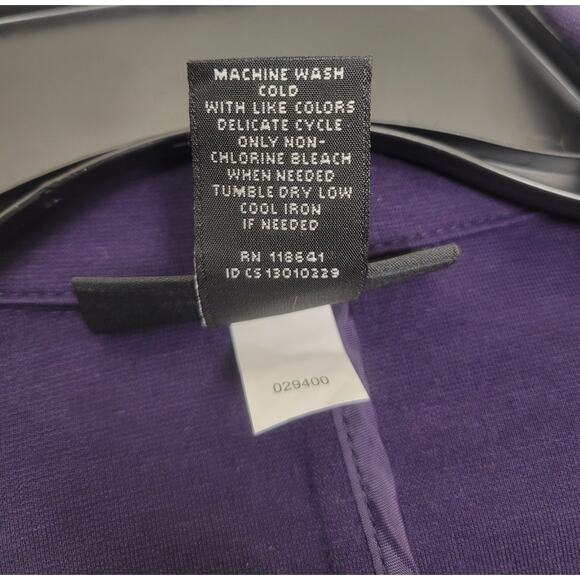 MACHINE WASH
COLD
WITH LIKE COLORS
DELICATE CYCLE
ONLY NON-
CHLORINE BLEACH
WHEN NEEDED
TUMBLE DRY LOW
COOL IRON
IF NEEDED
RN 118641
ID CS 13010229
029400